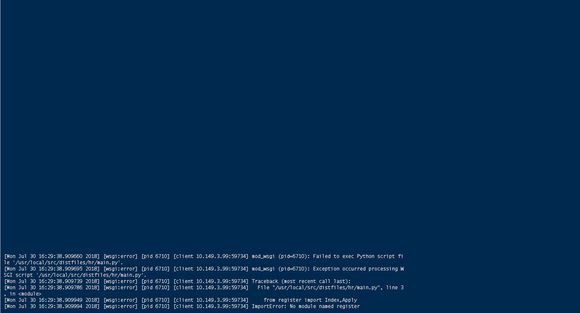 [Mon Jul 30 16:29:38.909660 2018] [wsgi:error] [pid 6710] [client 10.149.3.99:59734] mod_wsgi (pid=6710): Failed to exec Python script fi
le '/usr/local/src/distfiles/hr/main.py'.
[Mon Jul 30 16:29:38.909695 2018] [wsgi:error] [pid 6710] [client 10.149.3.99:59734] mod_wsgi (pid=6710): Exception occurred processing W
SGI script '/usr/local/src/distfiles/hr/main.py'.
[Mon Jul 30 16:29:38.909739 2018] [wsgi:error] [pid 6710] [client 10.149.3.99:59734] Traceback (most recent call last):
[Mon Jul 30 16:29:38.909786 2018] [wsgi:error] [pid 6710] [client 10.149.3.99:59734]   File "/usr/local/src/distfiles/hr/main.py", line 3
, in <module>
[Mon Jul 30 16:29:38.909949 2018] [wsgi:error] [pid 6710] [client 10.149.3.99:59734]     from register import Index,Apply
[Mon Jul 30 16:29:38.909994 2018] [wsgi:error] [pid 6710] [client 10.149.3.99:59734] ImportError: No module named register